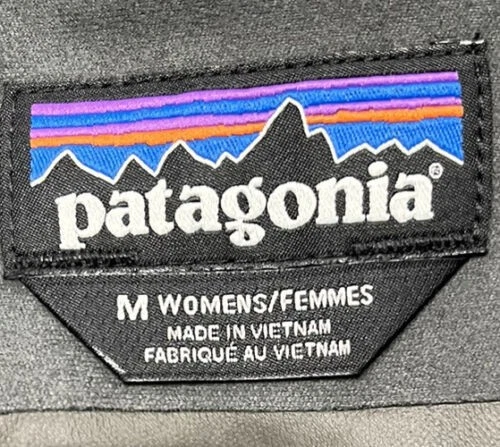 patagonia®
M WOMENS/FEMMES
MADE IN VIETNAM
FABRIQUÉ AU VIETNAM